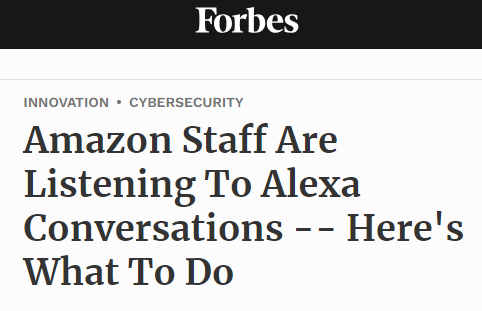 Forbes
INNOVATION • CYBERSECURITY
Amazon Staff Are
Listening To Alexa
Conversations -- Here's
What To Do